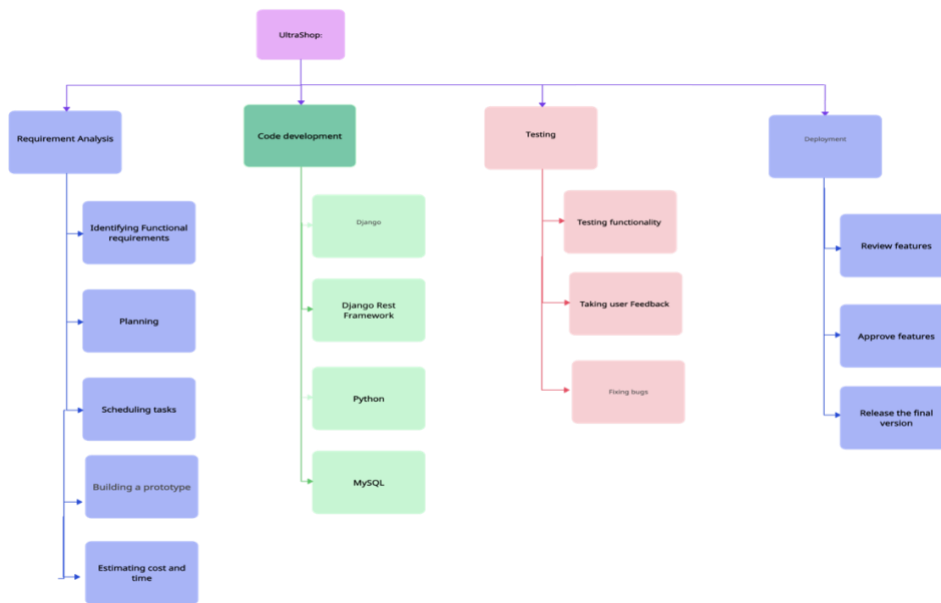 UltraShop:
Requirement Analysis
Code development
Testing
Deployment
Identifying Functional
requirements
Planning
Scheduling tasks
Building a prototype
Estimating cost and
time
Django
Django Rest
Framework
Python
MySQL
Testing functionality
Taking user Feedback
Fixing bugs
Review features
Approve features
Release the final
version